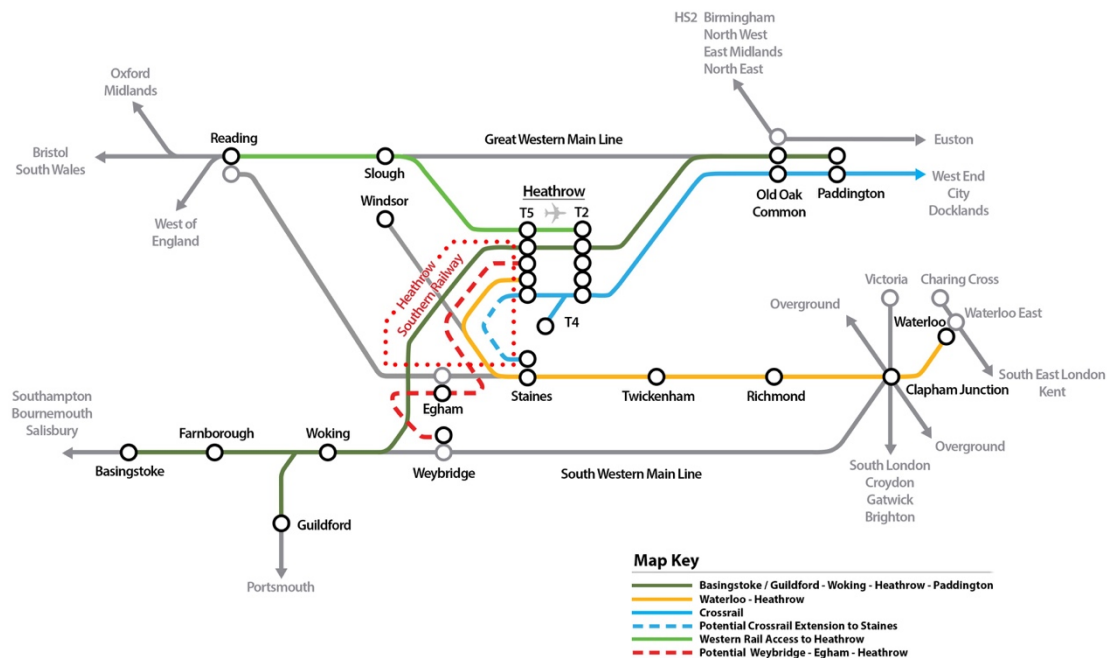 HS2 Birmingham
North West
East Midlands
North East
Oxford
Midlands
Reading
Great Western Main Line
Euston
Bristol
South Wales
Slough
Old Oak
Common
Paddington
West End
City
Docklands
Windsor
Heathrow
T5
T2
West of
England
Heathrow
Southern Railway
T4
Victoria
Charing Cross
Overground
Waterloo
Waterloo East
South East London
Kent
Egham
Staines
Twickenham
Richmond
Clapham Junction
Southampton
Bournemouth
Salisbury
Farnborough
Woking
Overground
Basingstoke
Weybridge
South Western Main Line
South London
Croydon
Gatwick
Brighton
Guildford
Portsmouth
Map Key
Basingstoke / Guildford - Woking - Heathrow - Paddington
Waterloo - Heathrow
Crossrail
Potential Crossrail Extension to Staines
Western Rail Access to Heathrow
Potential Weybridge - Egham - Heathrow